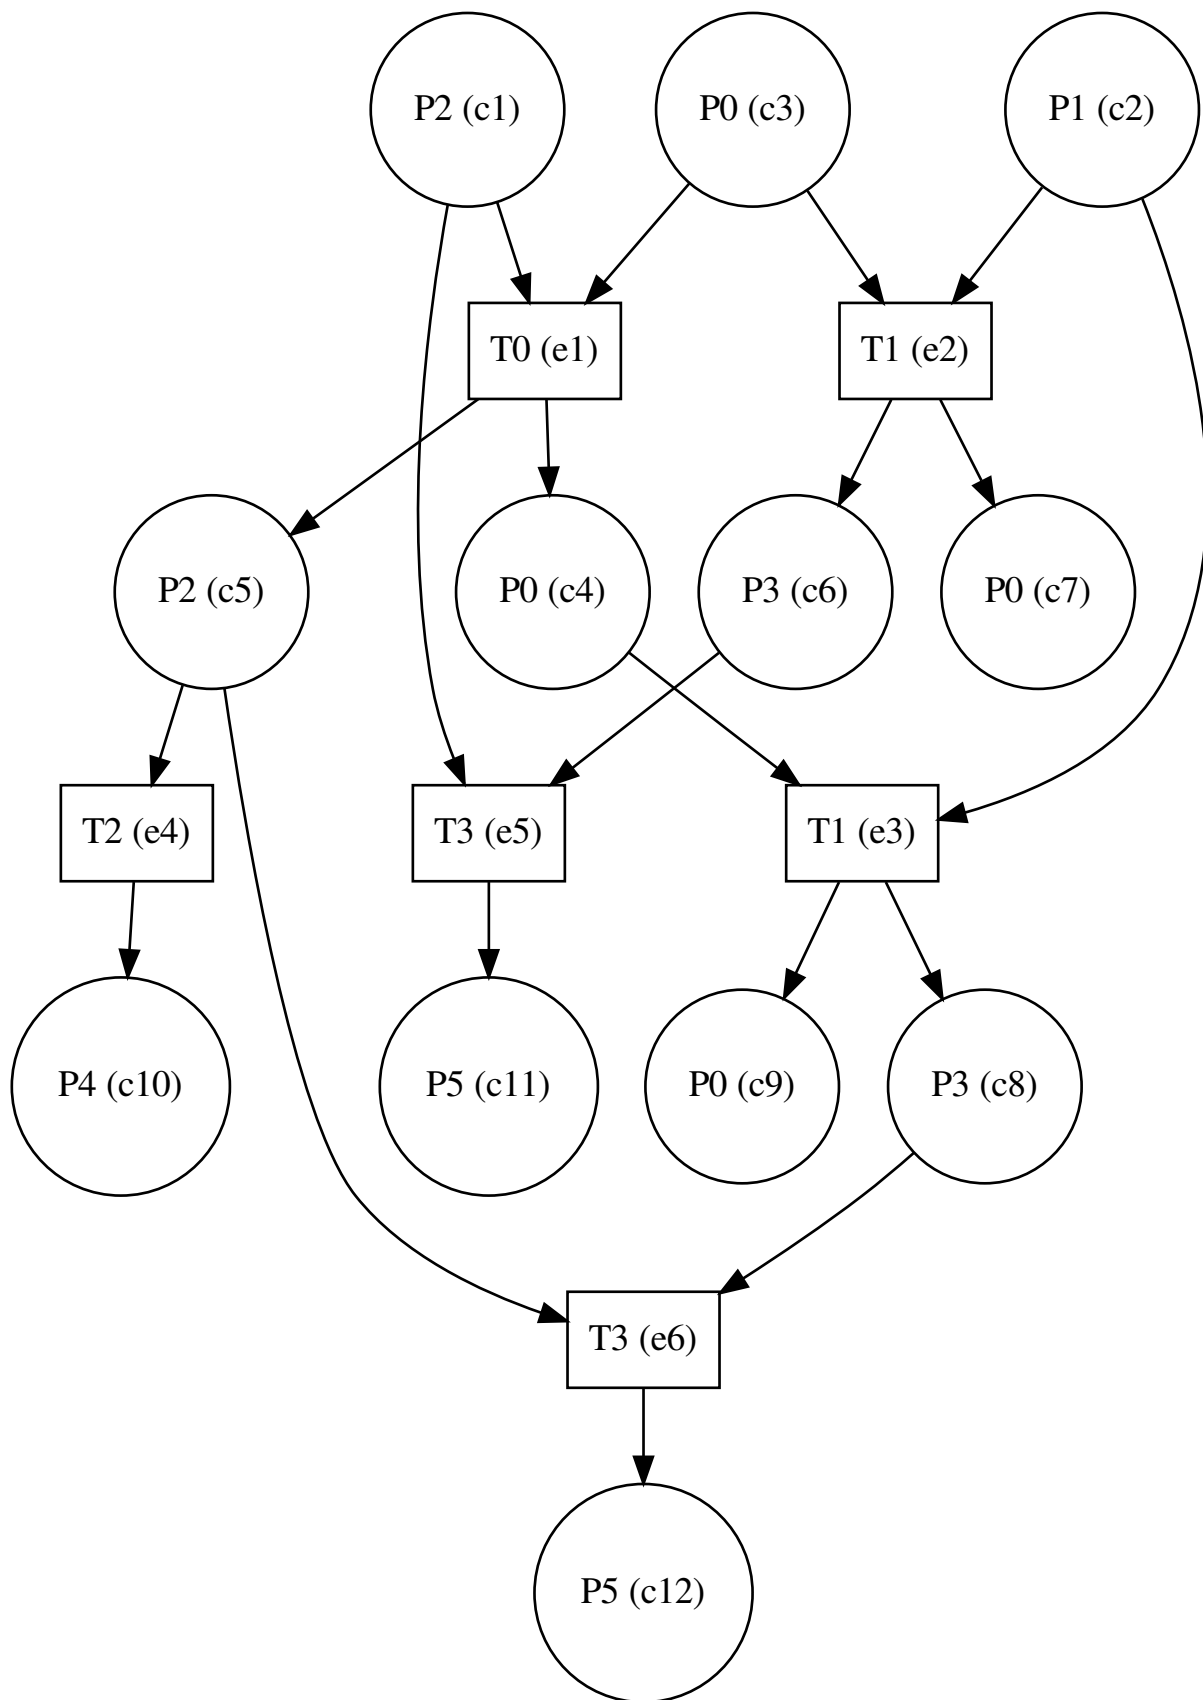 P2 (c1)
P0 (c3)
P1 (c2)
T0 (e1)
T1 (e2)
P2 (c5)
P0 (c4)
P3 (c6)
P0 (c7)
T2 (e4)
T3 (e5)
T1 (e3)
P4 (c10)
P5 (c11)
P0 (c9)
P3 (c8)
T3 (e6)
P5 (c12)